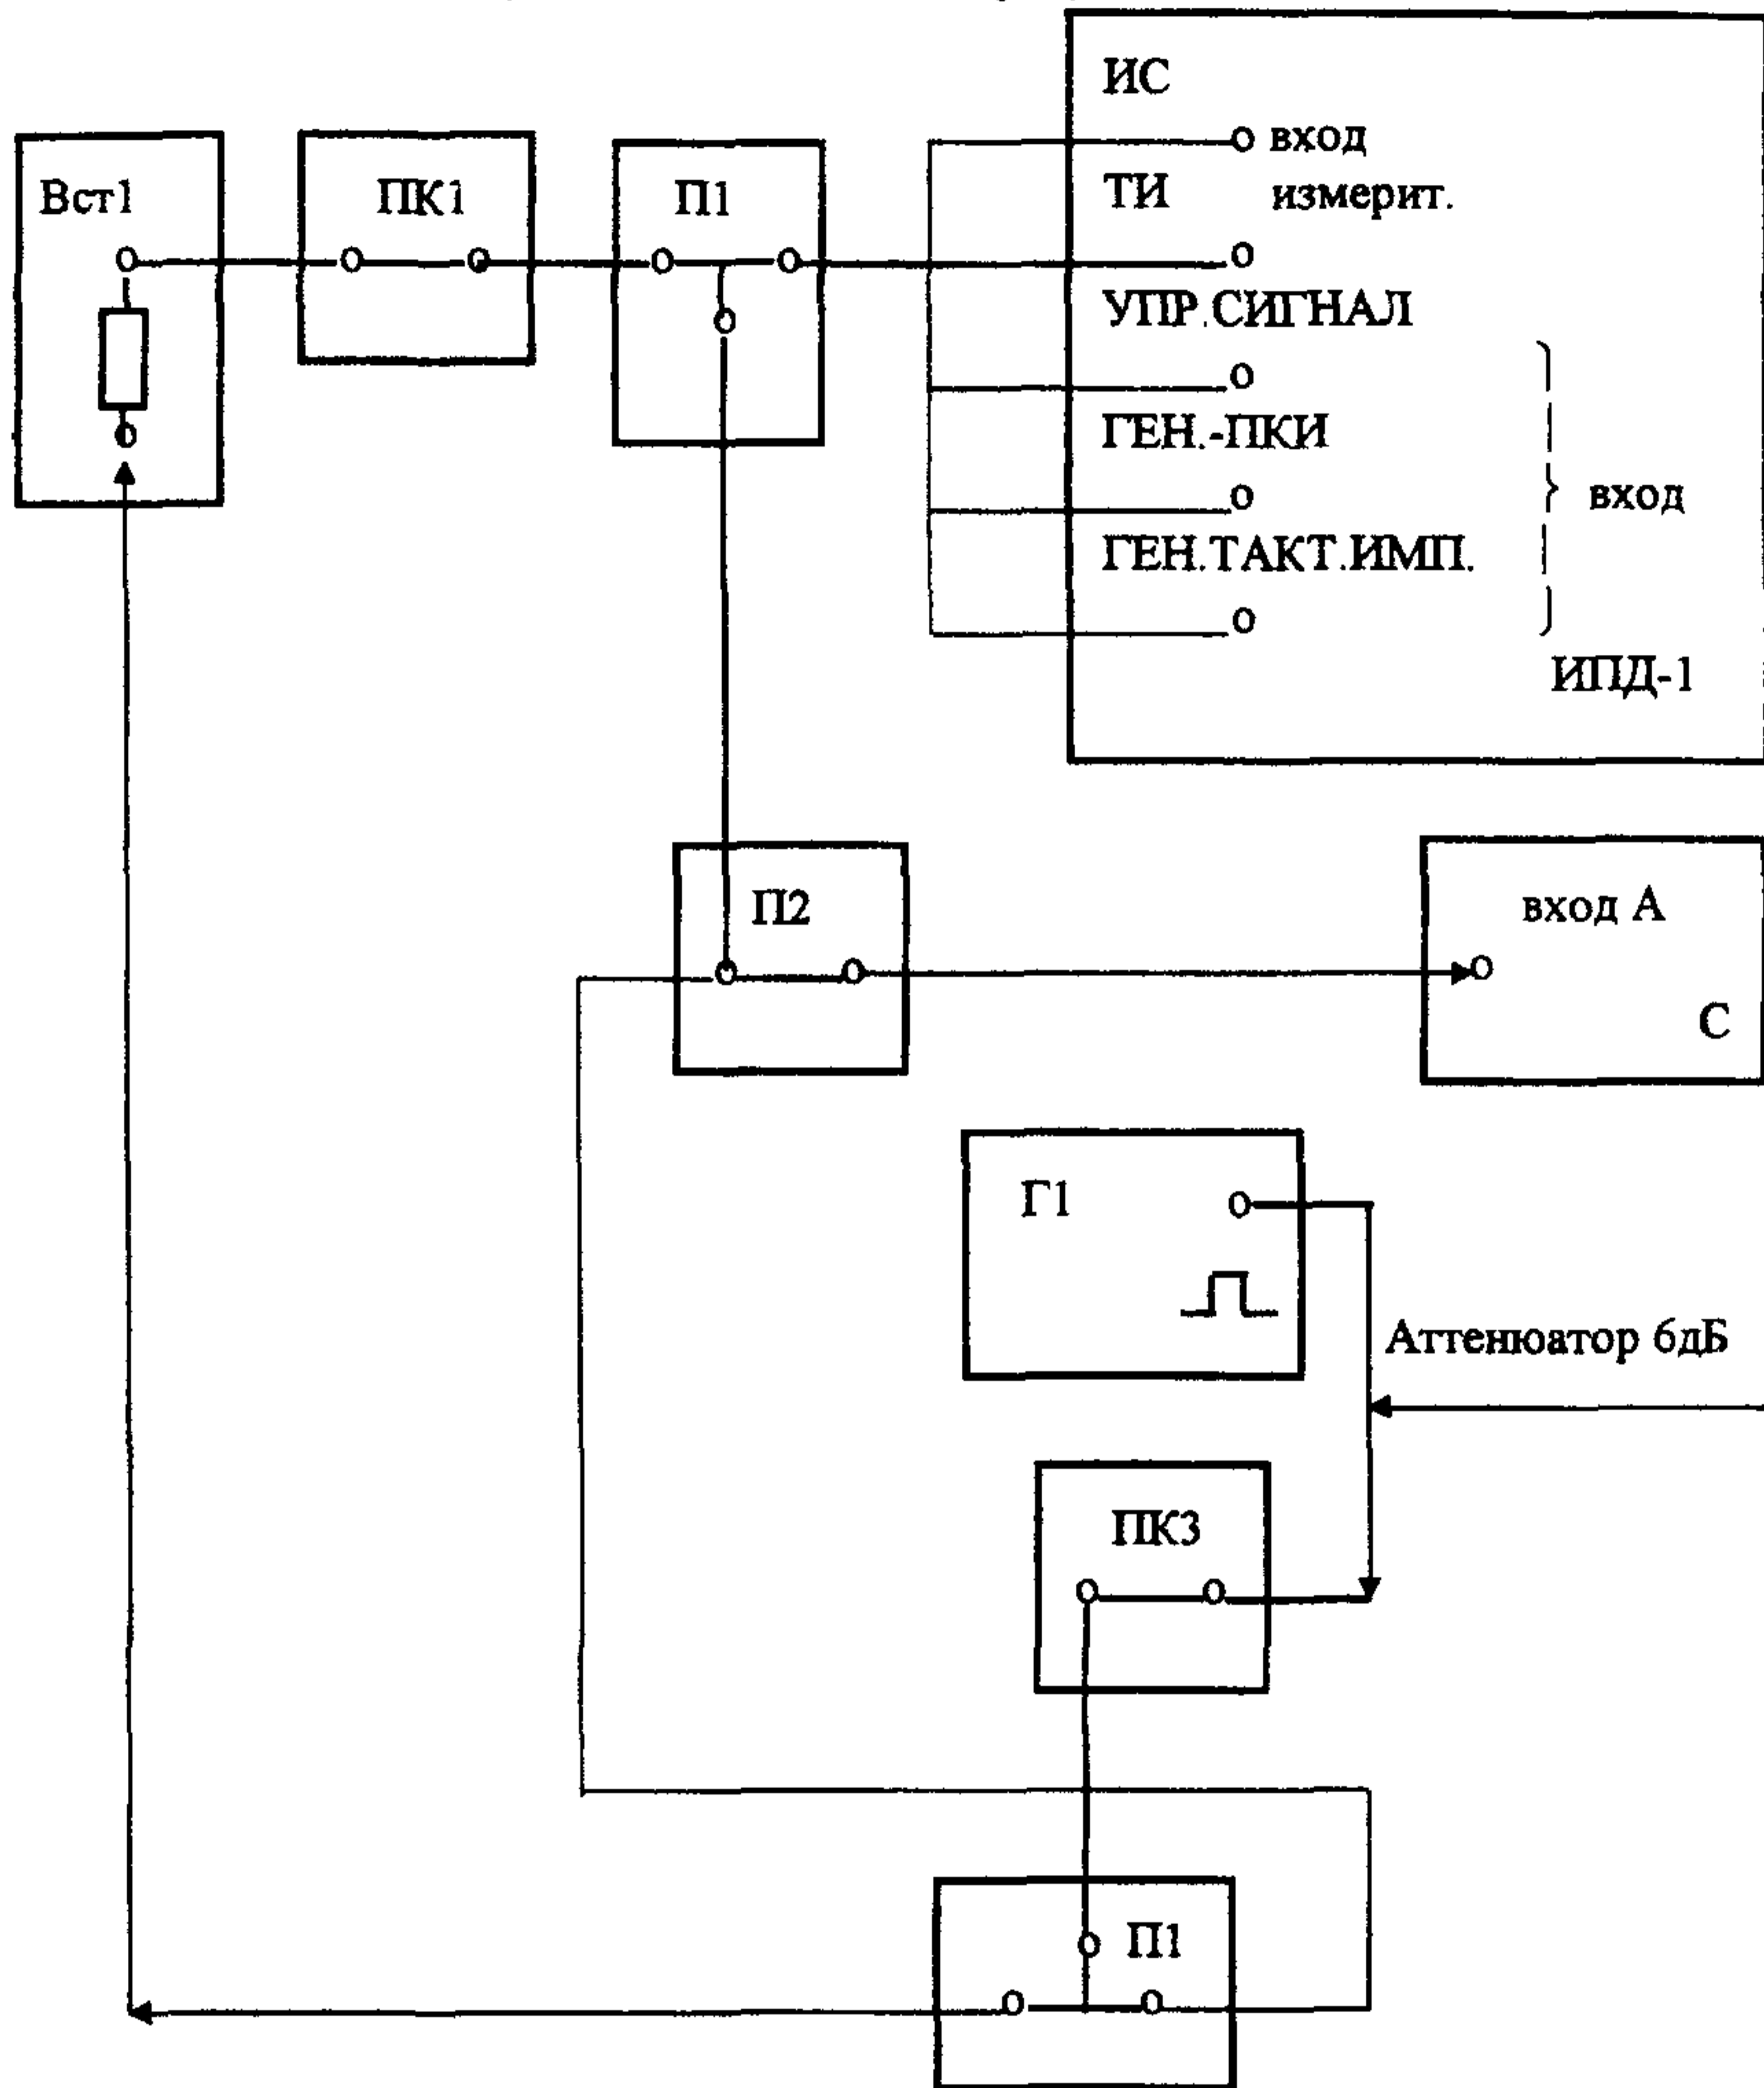 ИС
вход
ТИ измерит.
УПР.СИГНАЛ
ГЕН.-ПКИ
вход
ГЕН.ТАКТ.ИМП.
ИПД-1
Вст1
ПК1
П1
П2
вход А
С
Г1
Аттенюатор 6дБ
ПК3
П1